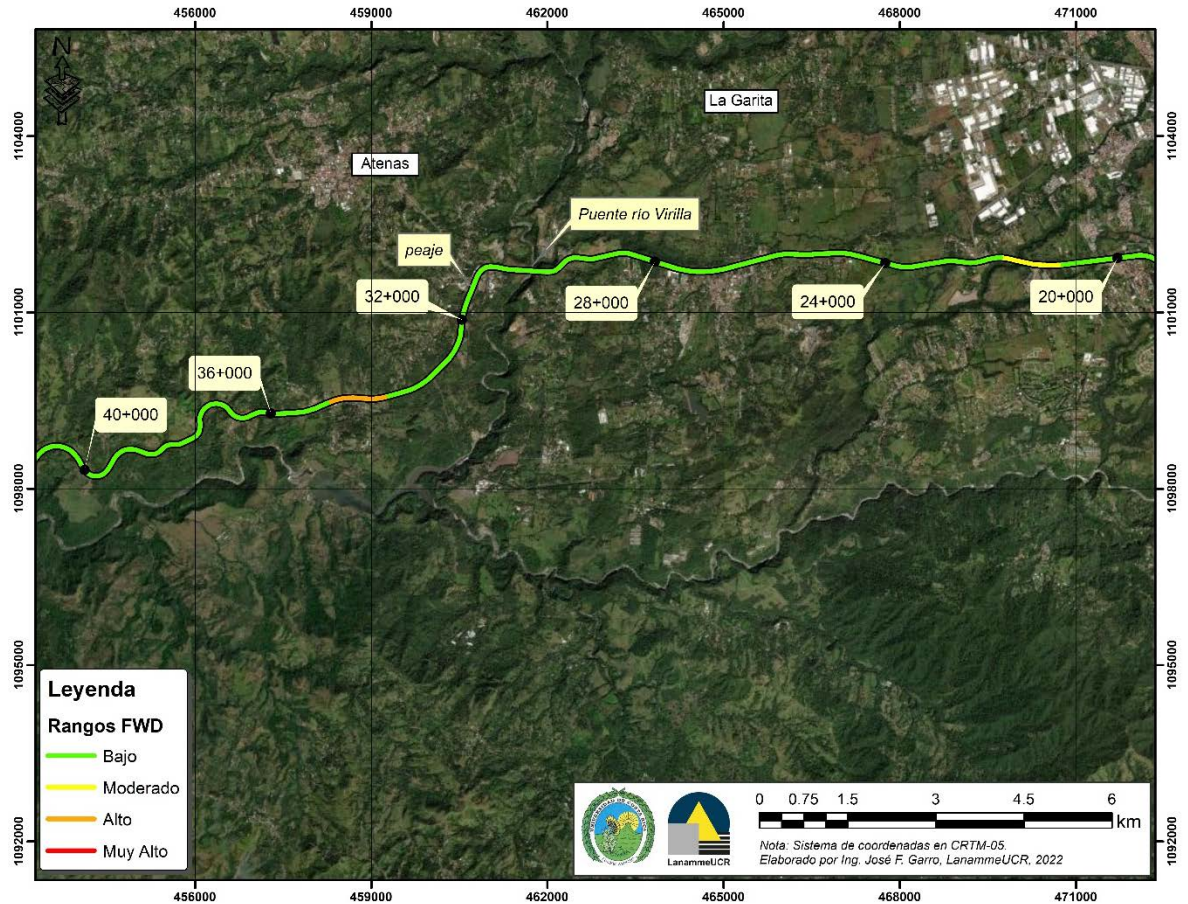 456000 459000 462000 465000 468000 471000
N
La Garita
1104000 1104000
Atenas
Puente río Virilla
peaje
32+000
28+000
24+000
20+000
1101000 1101000
36+000
40+000
1098000 1098000
1095000 1095000
Leyenda
Rangos FWD
Bajo
Moderado
Alto
Muy Alto
LanammeUCR
0 0.75 1.5 3 4.5 6
km
Nota: Sistema de coordenadas en CRTM-05.
Elaborado por Ing. José F. Garro, LanammeUCR, 2022
1092000 1092000
456000 459000 462000 465000 468000 471000